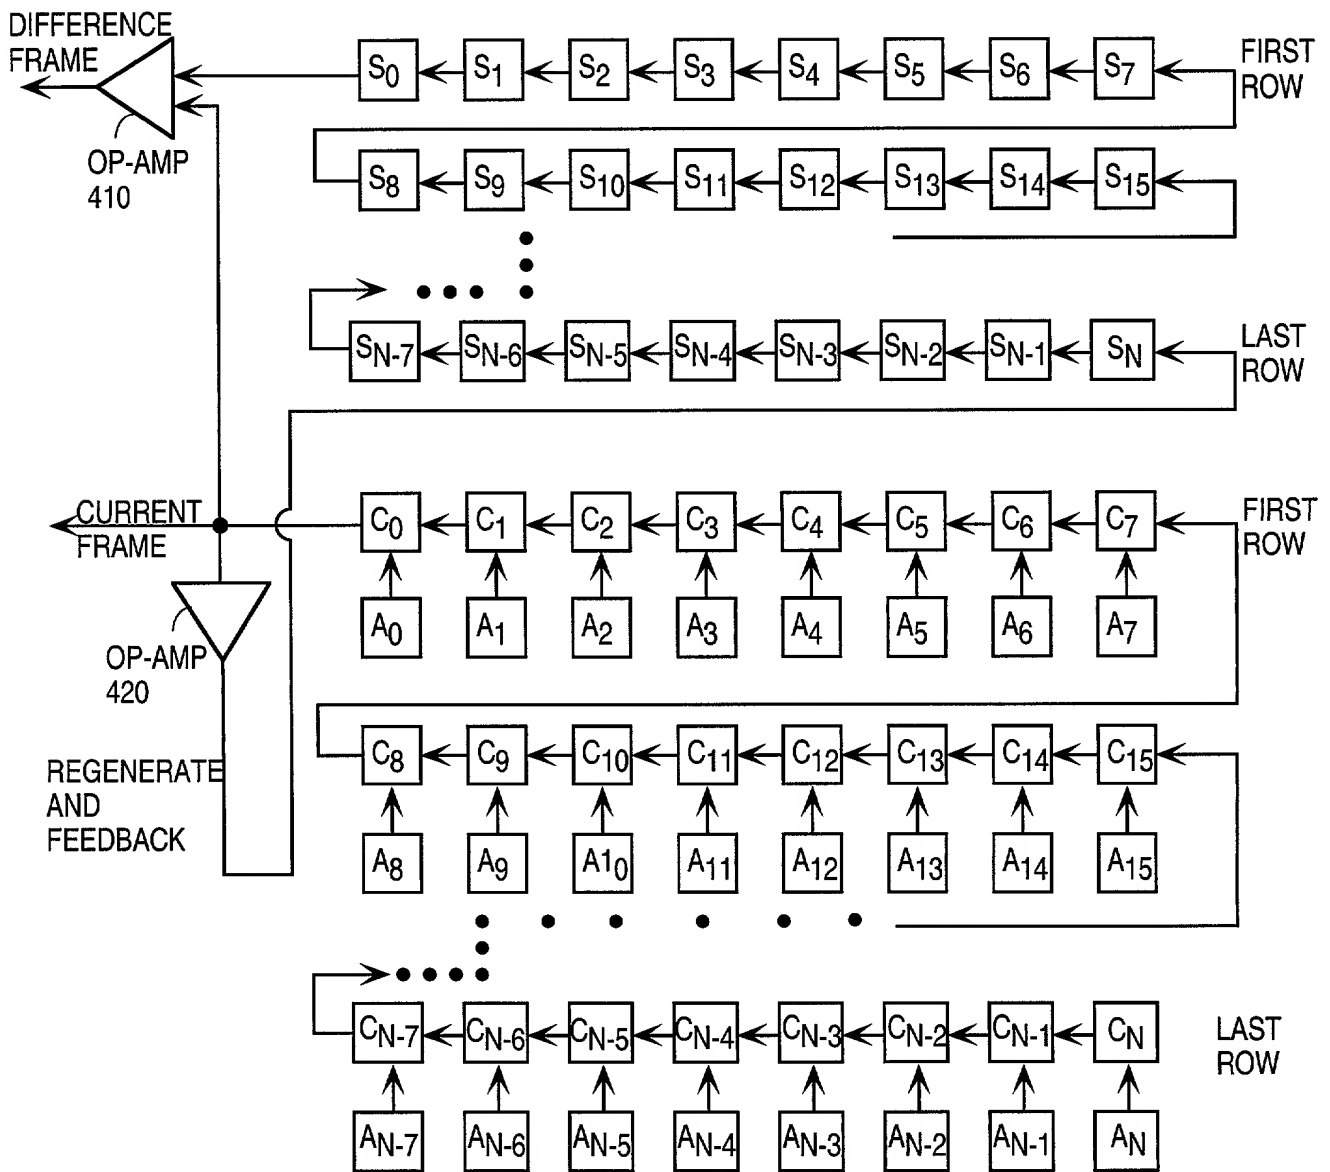 DIFFERENCE
FRAME
S0 S1 S2 S3 S4 S5 S6 S7
FIRST
ROW
OP-AMP
410
S8 S9 S10 S11 S12 S13 S14 S15
SN-7 SN-6 SN-5 SN-4 SN-3 SN-2 SN-1 SN
LAST
ROW
CURRENT
FRAME
C0 C1 C2 C3 C4 C5 C6 C7
FIRST
ROW
A0 A1 A2 A3 A4 A5 A6 A7
OP-AMP
420
C8 C9 C10 C11 C12 C13 C14 C15
REGENERATE
AND
FEEDBACK
A8 A9 A10 A11 A12 A13 A14 A15
CN-7 CN-6 CN-5 CN-4 CN-3 CN-2 CN-1 CN
LAST
ROW
AN-7 AN-6 AN-5 AN-4 AN-3 AN-2 AN-1 AN